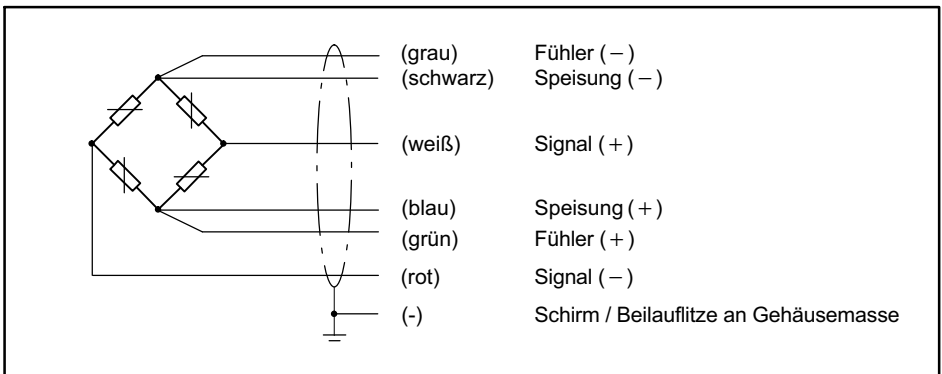 (grau) Fühler (−)
(schwarz) Speisung (−)
(weiß) Signal (+)
(blau) Speisung (+)
(grün) Fühler (+)
(rot) Signal (−)
(-) Schirm / Beilauflitze an Gehäusemasse